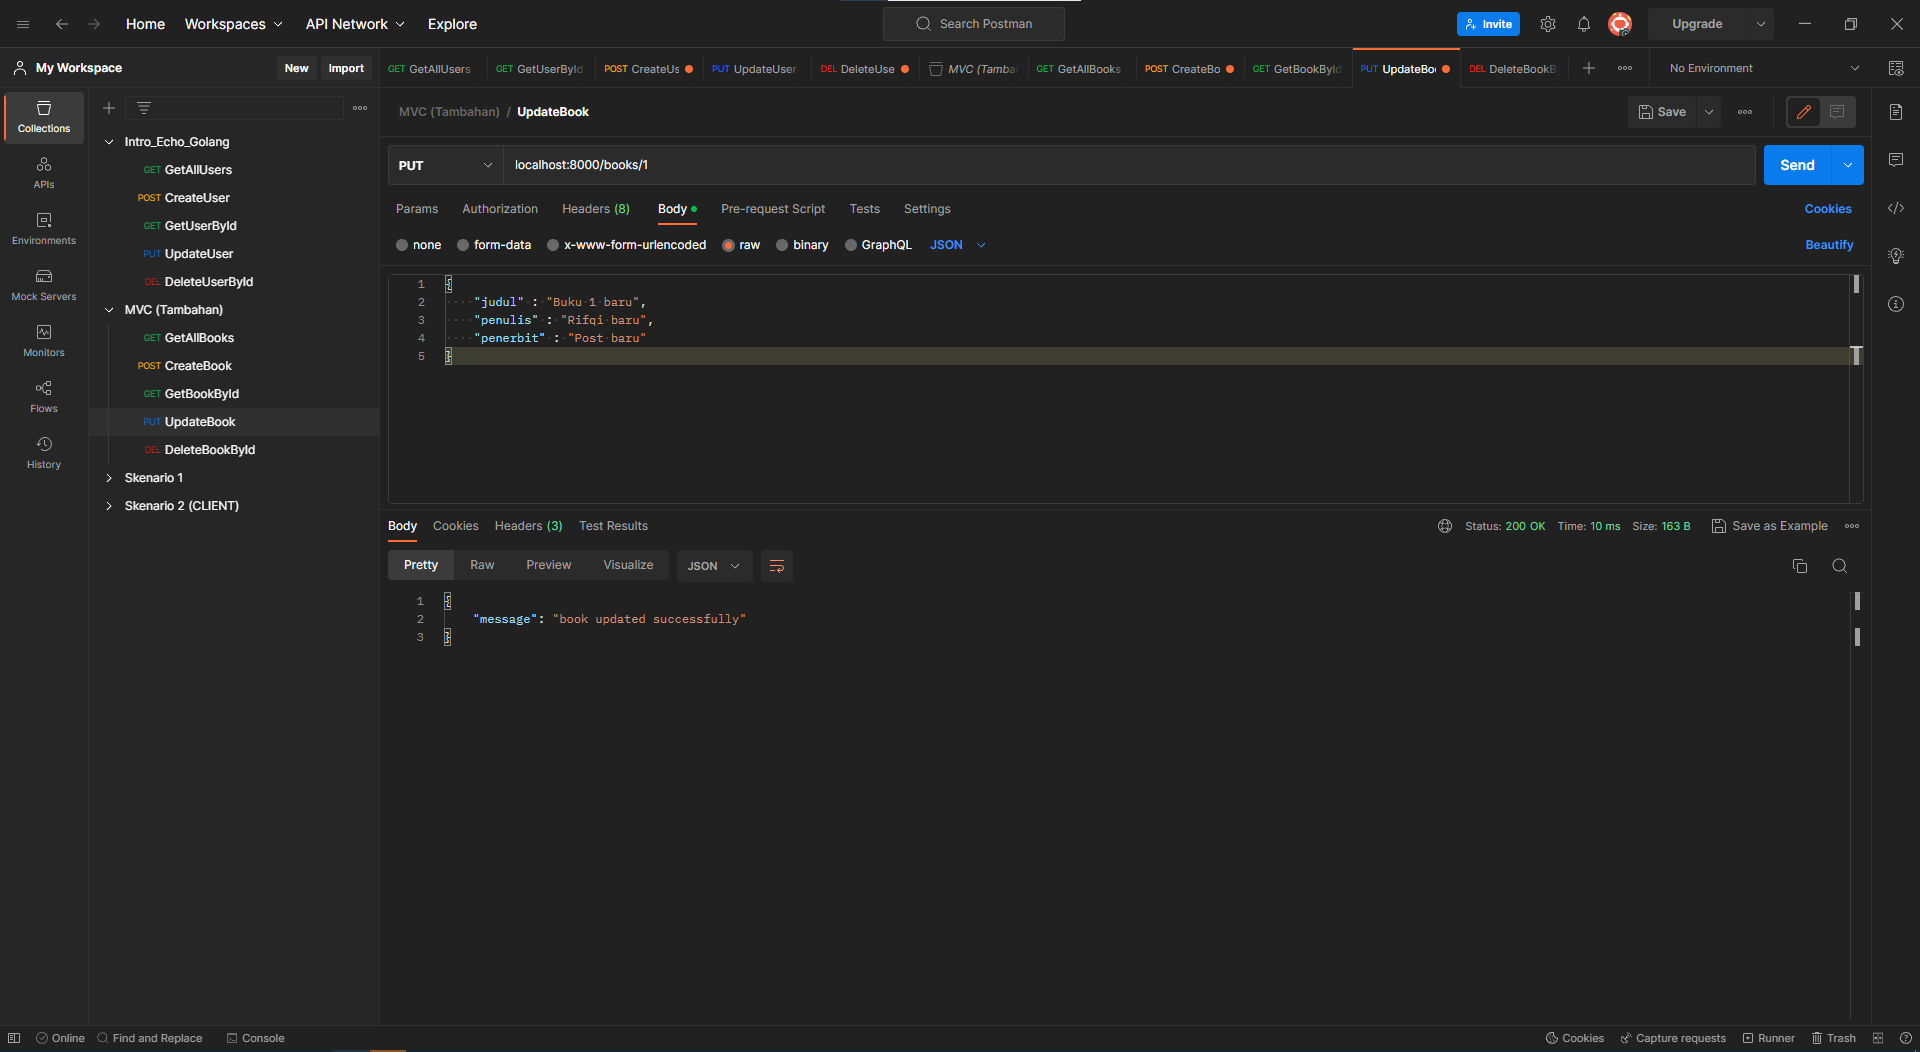 Home Workspaces API Network Explore Search Postman Invite Upgrade
My Workspace New Import
GET GetAllUsers GET GetUserById POST CreateUs PUT UpdateUser DEL DeleteUse MVC (Tamba GET GetAllBooks POST CreateBo GET GetBookById PUT UpdateBo DEL DeleteBookB No Environment
Collections
APIs
Environments
Mock Servers
Monitors
Flows
History
Intro_Echo_Golang
GET GetAllUsers
POST CreateUser
GET GetUserById
PUT UpdateUser
DEL DeleteUserById
MVC (Tambahan)
GET GetAllBooks
POST CreateBook
GET GetBookById
PUT UpdateBook
DEL DeleteBookById
Skenario 1
Skenario 2 (CLIENT)
MVC (Tambahan) / UpdateBook Save
PUT localhost:8000/books/1 Send
Params Authorization Headers (8) Body Pre-request Script Tests Settings Cookies
none form-data x-www-form-urlencoded raw binary GraphQL JSON Beautify
1 {
2 "judul" : "Buku 1 baru",
3 "penulis" : "Rifqi baru",
4 "penerbit" : "Post baru"
5 }
Body Cookies Headers (3) Test Results Status: 200 OK Time: 10 ms Size: 163 B Save as Example
Pretty Raw Preview Visualize JSON
1 {
2 "message": "book updated successfully"
3 }
Online Find and Replace Console Cookies Capture requests Runner Trash